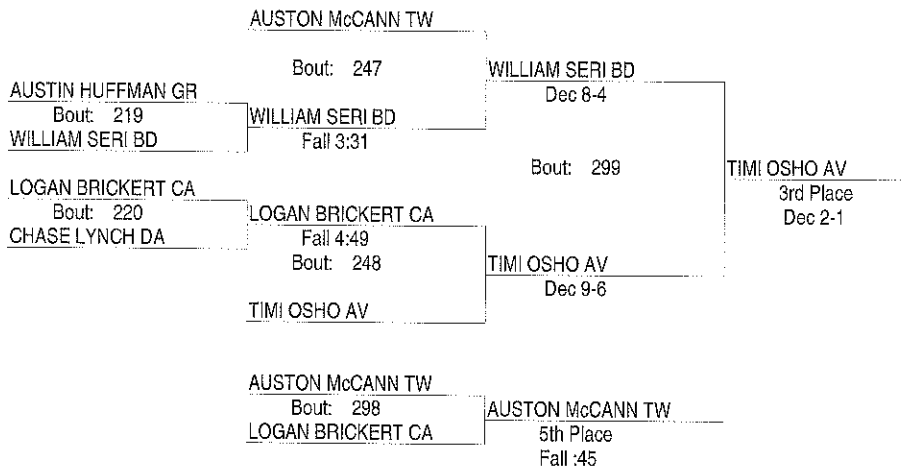 AUSTON McCANN TW
Bout: 247
WILLIAM SERI BD
Dec 8-4
AUSTIN HUFFMAN GR
Bout: 219
WILLIAM SERI BD
WILLIAM SERI BD
Fall 3:31
Bout: 299
TIMI OSHO AV
3rd Place
Dec 2-1
LOGAN BRICKERT CA
Bout: 220
CHASE LYNCH DA
LOGAN BRICKERT CA
Fall 4:49
Bout: 248
TIMI OSHO AV
Dec 9-6
TIMI OSHO AV
AUSTON McCANN TW
Bout: 298
LOGAN BRICKERT CA
AUSTON McCANN TW
5th Place
Fall :45